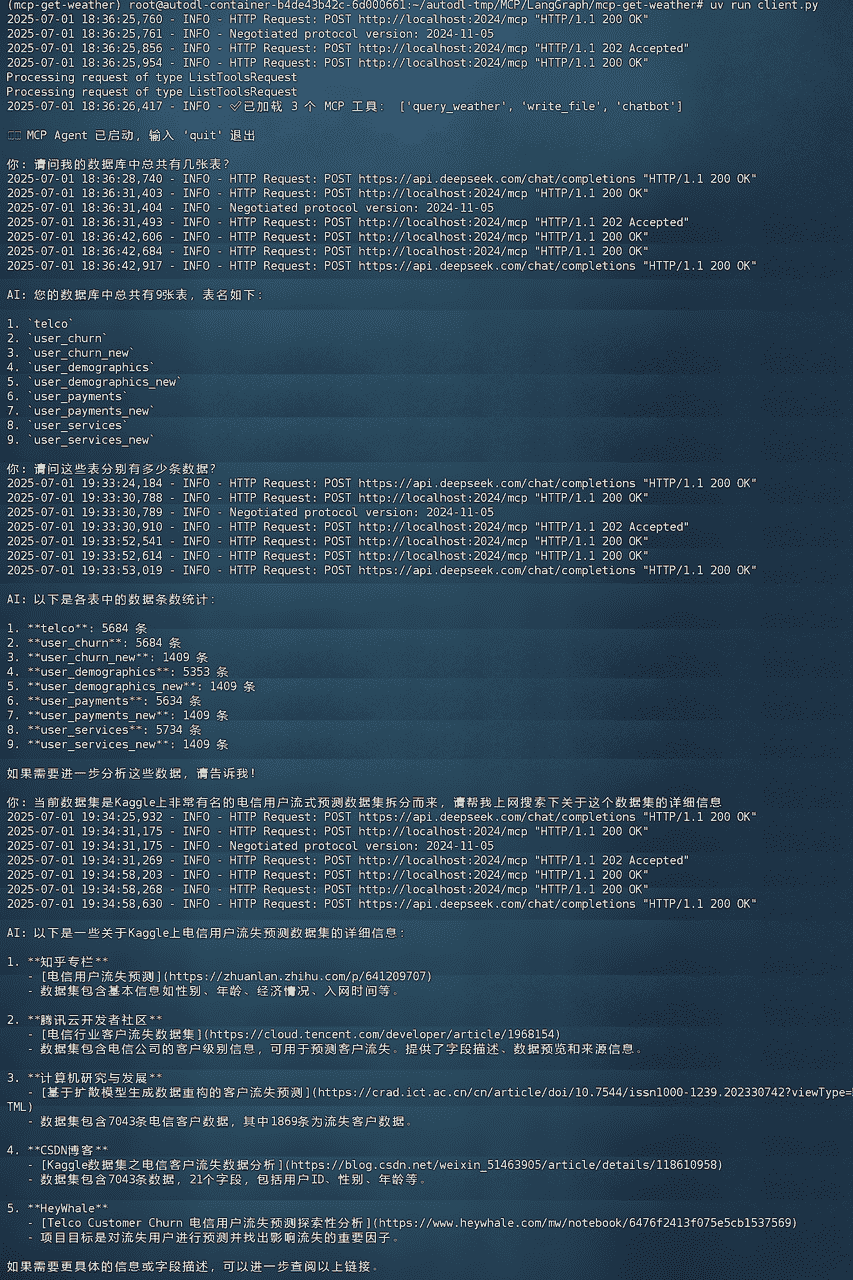 (mcp-get-weather) root@autodl-container-b4de43b42c-6d000661:~/autodl-tmp/MCP/LangGraph/mcp-get-weather# uv run client.py
2025-07-01 18:36:25,760 - INFO - HTTP Request: POST http://localhost:2024/mcp "HTTP/1.1 200 OK"
2025-07-01 18:36:25,761 - INFO - Negotiated protocol version: 2024-11-05
2025-07-01 18:36:25,856 - INFO - HTTP Request: POST http://localhost:2024/mcp "HTTP/1.1 202 Accepted"
2025-07-01 18:36:25,954 - INFO - HTTP Request: POST http://localhost:2024/mcp "HTTP/1.1 200 OK"
Processing request of type ListToolsRequest
Processing request of type ListToolsRequest
2025-07-01 18:36:26,417 - INFO - ✅已加载 3 个 MCP 工具: ['query_weather', 'write_file', 'chatbot']
MCP Agent 已启动，输入 'quit' 退出
你: 请问我的数据库中总共有几张表?
2025-07-01 18:36:28,740 - INFO - HTTP Request: POST https://api.deepseek.com/chat/completions "HTTP/1.1 200 OK"
2025-07-01 18:36:31,403 - INFO - HTTP Request: POST http://localhost:2024/mcp "HTTP/1.1 200 OK"
2025-07-01 18:36:31,404 - INFO - Negotiated protocol version: 2024-11-05
2025-07-01 18:36:31,493 - INFO - HTTP Request: POST http://localhost:2024/mcp "HTTP/1.1 202 Accepted"
2025-07-01 18:36:42,606 - INFO - HTTP Request: POST http://localhost:2024/mcp "HTTP/1.1 200 OK"
2025-07-01 18:36:42,684 - INFO - HTTP Request: POST http://localhost:2024/mcp "HTTP/1.1 200 OK"
2025-07-01 18:36:42,917 - INFO - HTTP Request: POST https://api.deepseek.com/chat/completions "HTTP/1.1 200 OK"
AI: 您的数据库中总共有9张表，表名如下:
1. `telco`
2. `user_churn`
3. `user_churn_new`
4. `user_demographics`
5. `user_demographics_new`
6. `user_payments`
7. `user_payments_new`
8. `user_services`
9. `user_services_new`
你: 请问这些表分别有多少条数据?
2025-07-01 19:33:24,184 - INFO - HTTP Request: POST https://api.deepseek.com/chat/completions "HTTP/1.1 200 OK"
2025-07-01 19:33:30,788 - INFO - HTTP Request: POST http://localhost:2024/mcp "HTTP/1.1 200 OK"
2025-07-01 19:33:30,789 - INFO - Negotiated protocol version: 2024-11-05
2025-07-01 19:33:30,910 - INFO - HTTP Request: POST http://localhost:2024/mcp "HTTP/1.1 202 Accepted"
2025-07-01 19:33:52,541 - INFO - HTTP Request: POST http://localhost:2024/mcp "HTTP/1.1 200 OK"
2025-07-01 19:33:52,614 - INFO - HTTP Request: POST http://localhost:2024/mcp "HTTP/1.1 200 OK"
2025-07-01 19:33:53,019 - INFO - HTTP Request: POST https://api.deepseek.com/chat/completions "HTTP/1.1 200 OK"
AI: 以下是各表中的数据条数统计:
1. **telco**: 5684 条
2. **user_churn**: 5684 条
3. **user_churn_new**: 1409 条
4. **user_demographics**: 5353 条
5. **user_demographics_new**: 1409 条
6. **user_payments**: 5634 条
7. **user_payments_new**: 1409 条
8. **user_services**: 5734 条
9. **user_services_new**: 1409 条
如果需要进一步分析这些数据，请告诉我!
你: 当前数据集是Kaggle上非常有名的电信用户流式预测数据集拆分而来，请帮我上网搜索下关于这个数据集的详细信息
2025-07-01 19:34:25,932 - INFO - HTTP Request: POST https://api.deepseek.com/chat/completions "HTTP/1.1 200 OK"
2025-07-01 19:34:31,175 - INFO - HTTP Request: POST http://localhost:2024/mcp "HTTP/1.1 200 OK"
2025-07-01 19:34:31,175 - INFO - Negotiated protocol version: 2024-11-05
2025-07-01 19:34:31,269 - INFO - HTTP Request: POST http://localhost:2024/mcp "HTTP/1.1 202 Accepted"
2025-07-01 19:34:58,203 - INFO - HTTP Request: POST http://localhost:2024/mcp "HTTP/1.1 200 OK"
2025-07-01 19:34:58,268 - INFO - HTTP Request: POST http://localhost:2024/mcp "HTTP/1.1 200 OK"
2025-07-01 19:34:58,630 - INFO - HTTP Request: POST https://api.deepseek.com/chat/completions "HTTP/1.1 200 OK"
AI: 以下是一些关于Kaggle上电信用户流失预测数据集的详细信息:
1. **知乎专栏**
- [电信用户流失预测](https://zhuanlan.zhihu.com/p/641209707)
- 数据集包含基本信息如性别、年龄、经济情况、入网时间等。
2. **腾讯云开发者社区**
- [电信行业客户流失数据集](https://cloud.tencent.com/developer/article/1968154)
- 数据集包含电信公司的客户级别信息，可用于预测客户流失。提供了字段描述、数据预览和来源信息。
3. **计算机研究与发展**
- [基于扩散模型生成数据重构的客户流失预测](https://crad.ict.ac.cn/cn/article/doi/10.7544/issn1000-1239.202330742?viewType=
TML)
- 数据集包含7043条电信客户数据，其中1869条为流失客户数据。
4. **CSDN博客**
- [Kaggle数据集之电信客户流失数据分析](https://blog.csdn.net/weixin_51463905/article/details/118610958)
- 数据集包含7043条数据，21个字段，包括用户ID、性别、年龄等。
5. **HeyWhale**
- [Telco Customer Churn 电信用户流失预测探索性分析](https://www.heywhale.com/mw/notebook/6476f2413f075e5cb1537569)
- 项目目标是对流失用户进行预测并找出影响流失的重要因子。
如果需要更具体的信息或字段描述，可以进一步查阅以上链接。